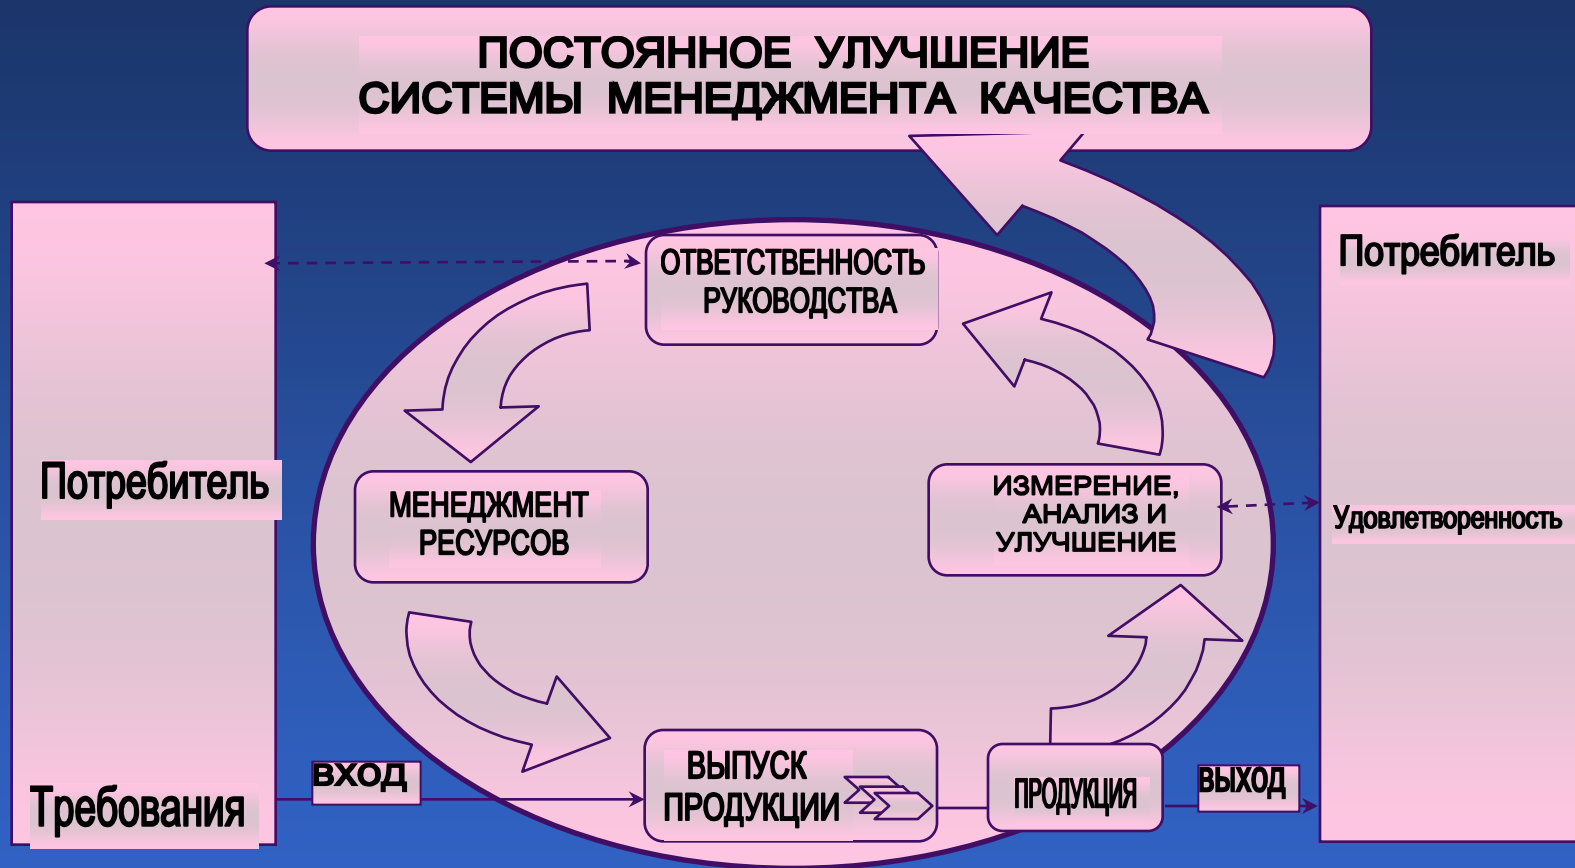 ПОСТОЯННОЕ УЛУЧШЕНИЕ
СИСТЕМЫ МЕНЕДЖМЕНТА КАЧЕСТВА
Потребитель
Требования
ВХОД
ОТВЕТСТВЕННОСТЬ
РУКОВОДСТВА
МЕНЕДЖМЕНТ
РЕСУРСОВ
ИЗМЕРЕНИЕ,
АНАЛИЗ И
УЛУЧШЕНИЕ
ВЫПУСК
ПРОДУКЦИИ
ПРОДУКЦИЯ
ВЫХОД
Потребитель
Удовлетворенность